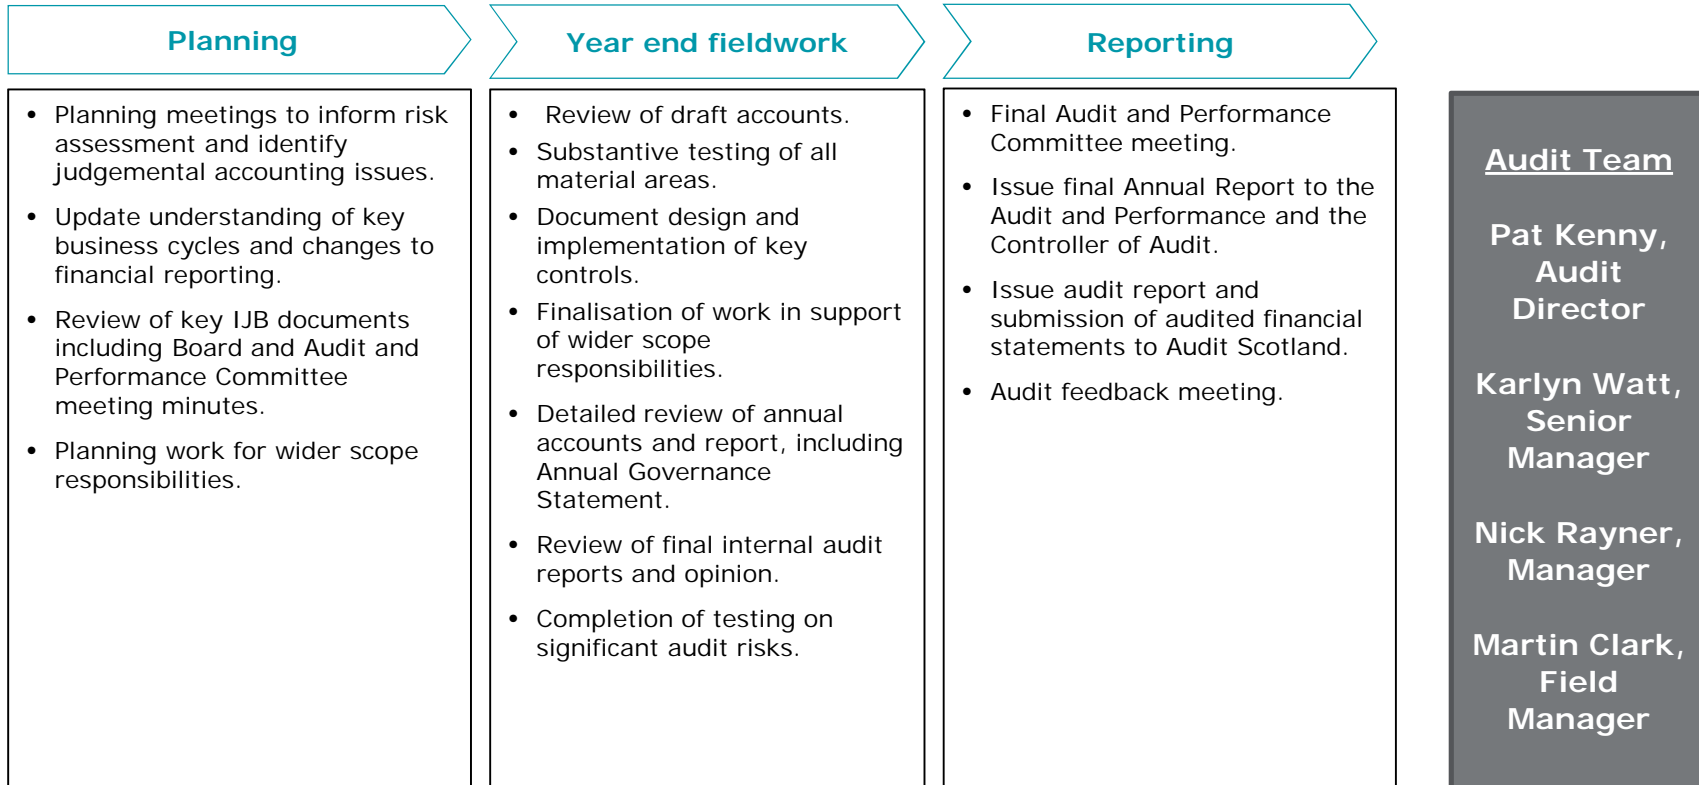 Planning
• Planning meetings to inform risk
assessment and identify
judgemental accounting issues.
• Update understanding of key
business cycles and changes to
financial reporting.
• Review of key IJB documents
including Board and Audit and
Performance Committee
meeting minutes.
• Planning work for wider scope
responsibilities.
Year end fieldwork
• Review of draft accounts.
• Substantive testing of all
material areas.
• Document design and
implementation of key
controls.
• Finalisation of work in support
of wider scope
responsibilities.
• Detailed review of annual
accounts and report, including
Annual Governance
Statement.
• Review of final internal audit
reports and opinion.
• Completion of testing on
significant audit risks.
Reporting
• Final Audit and Performance
Committee meeting.
• Issue final Annual Report to the
Audit and Performance and the
Controller of Audit.
• Issue audit report and
submission of audited financial
statements to Audit Scotland.
• Audit feedback meeting.
Audit Team
Pat Kenny,
Audit
Director
Karlyn Watt,
Senior
Manager
Nick Rayner,
Manager
Martin Clark,
Field
Manager